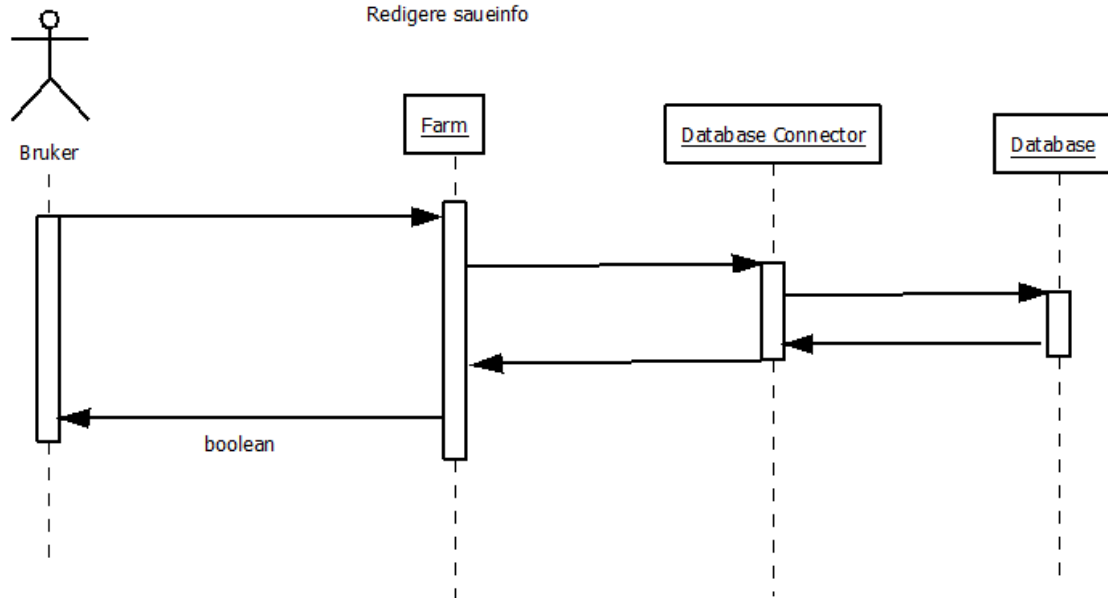 Redigere saueinfo
Bruker
Farm
Database Connector
Database
boolean